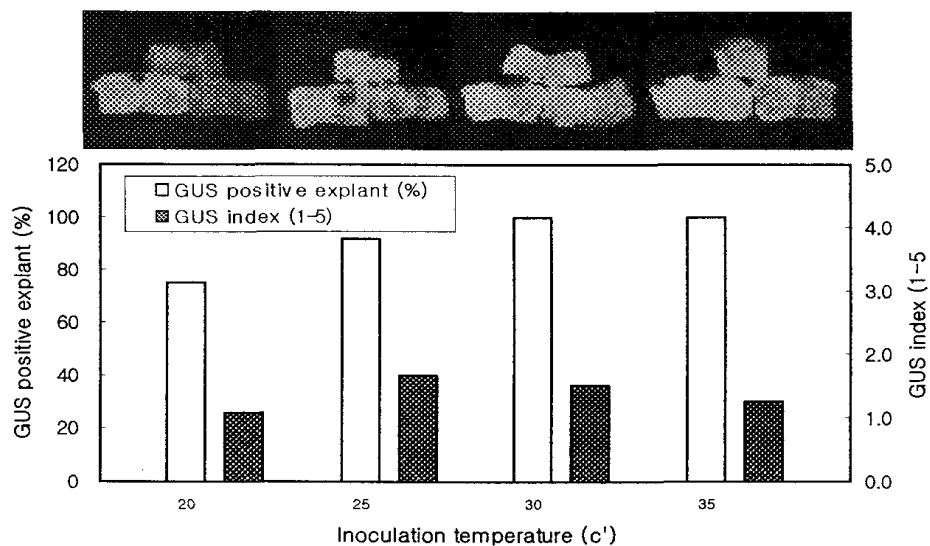 120
100
80
60
40
20
0
GUS positive explant (%)
GUS positive explant (%)
GUS index (1-5)
5.0
4.0
3.0
2.0
1.0
0.0
GUS index (1-5
20 25 30 35
Inoculation temperature (c')